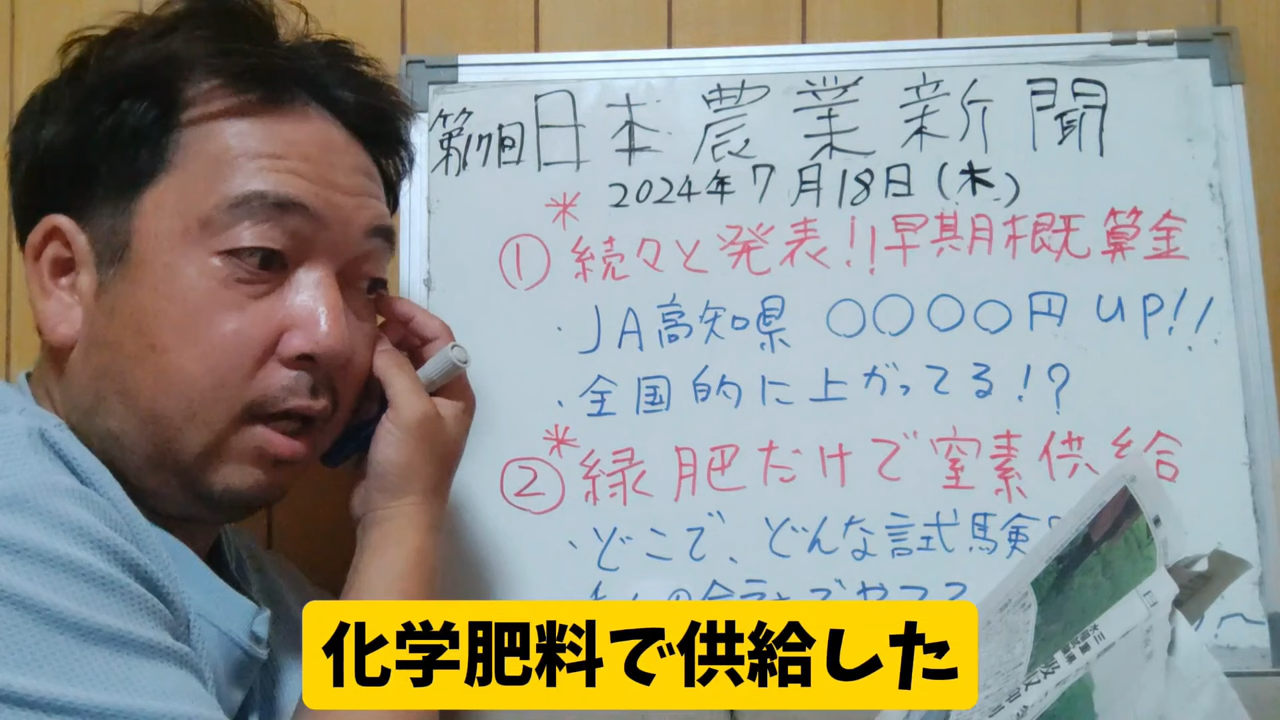 第17回日本農業新聞
2024年7月18日(木)
* ①続々と発表!!早期概算金
・JA高知県 〇〇〇〇円UP!!
・全国的に上がってる!?
* ②緑肥だけで窒素供給
・どこで、どんな試験
化学肥料で供給した